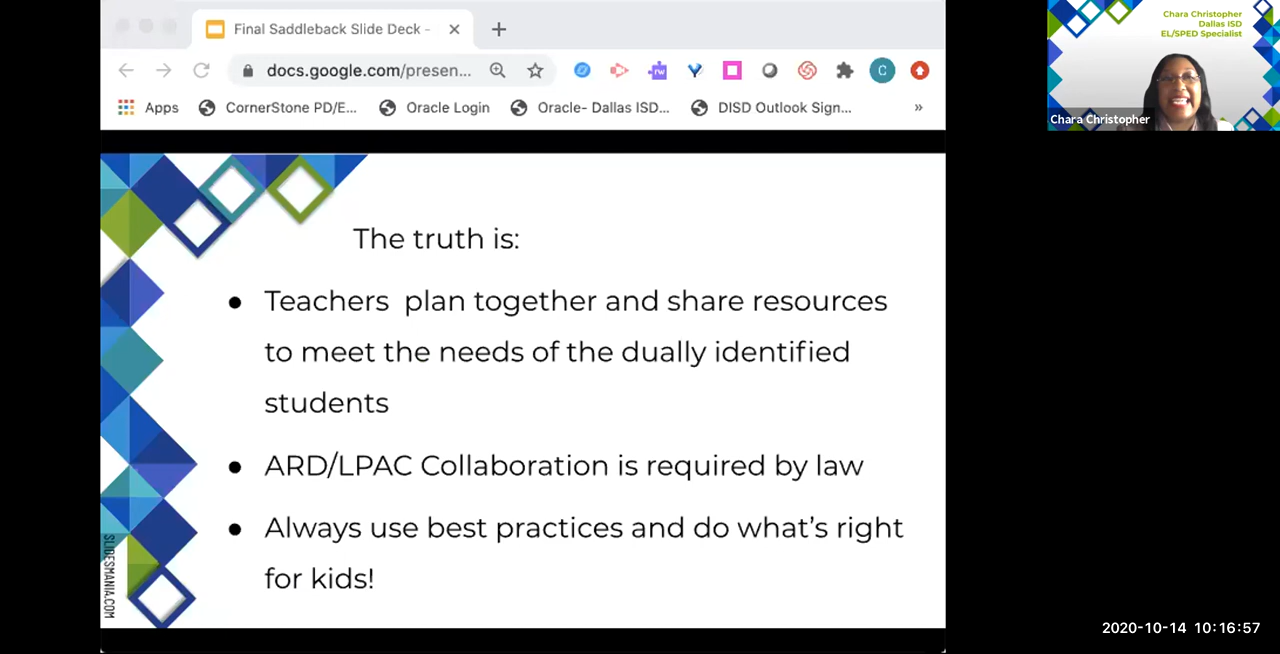 Final Saddleback Slide Deck -
docs.google.com/presen...
rw
C
Apps
CornerStone PD/E...
Oracle Login
Oracle- Dallas ISD...
DISD Outlook Sign...
»
Chara Christopher
Dallas ISD
EL/SPED Specialist
Chara Christopher
The truth is:
● Teachers plan together and share resources
to meet the needs of the dually identified
students
● ARD/LPAC Collaboration is required by law
● Always use best practices and do what's right
for kids!
SLIDESMANIA.COM
2020-10-14 10:16:57